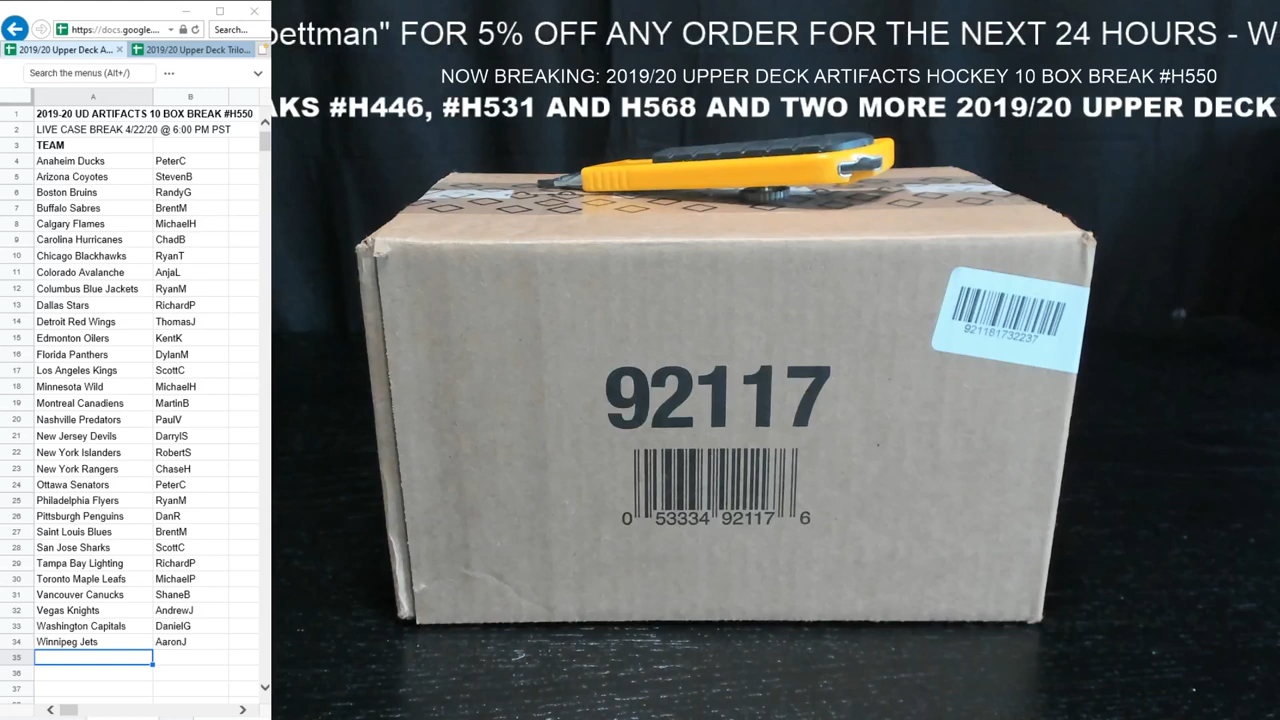 https://docs.google....
Search...
2019/20 Upper Deck A...
2019/20 Upper Deck Trilo...
Search the menus (Alt+/)
A B
1 2019-20 UD ARTIFACTS 10 BOX BREAK #H550
2 LIVE CASE BREAK 4/22/20 @ 6:00 PM PST
3 TEAM
4 Anaheim Ducks PeterC
5 Arizona Coyotes StevenB
6 Boston Bruins RandyG
7 Buffalo Sabres BrentM
8 Calgary Flames MichaelH
9 Carolina Hurricanes ChadB
10 Chicago Blackhawks RyanT
11 Colorado Avalanche AnjaL
12 Columbus Blue Jackets RyanM
13 Dallas Stars RichardP
14 Detroit Red Wings ThomasJ
15 Edmonton Oilers KentK
16 Florida Panthers DylanM
17 Los Angeles Kings ScottC
18 Minnesota Wild MichaelH
19 Montreal Canadiens MartinB
20 Nashville Predators PaulV
21 New Jersey Devils DarrylS
22 New York Islanders RobertS
23 New York Rangers ChaseH
24 Ottawa Senators PeterC
25 Philadelphia Flyers RyanM
26 Pittsburgh Penguins DanR
27 Saint Louis Blues BrentM
28 San Jose Sharks ScottC
29 Tampa Bay Lighting RichardP
30 Toronto Maple Leafs MichaelP
31 Vancouver Canucks ShaneB
32 Vegas Knights AndrewJ
33 Washington Capitals DanielG
34 Winnipeg Jets AaronJ
35
36
37
pettman" FOR 5% OFF ANY ORDER FOR THE NEXT 24 HOURS - W
NOW BREAKING: 2019/20 UPPER DECK ARTIFACTS HOCKEY 10 BOX BREAK #H550
AKS #H446, #H531 AND H568 AND TWO MORE 2019/20 UPPER DECK
921181732237
92117
0 53334 92117 6